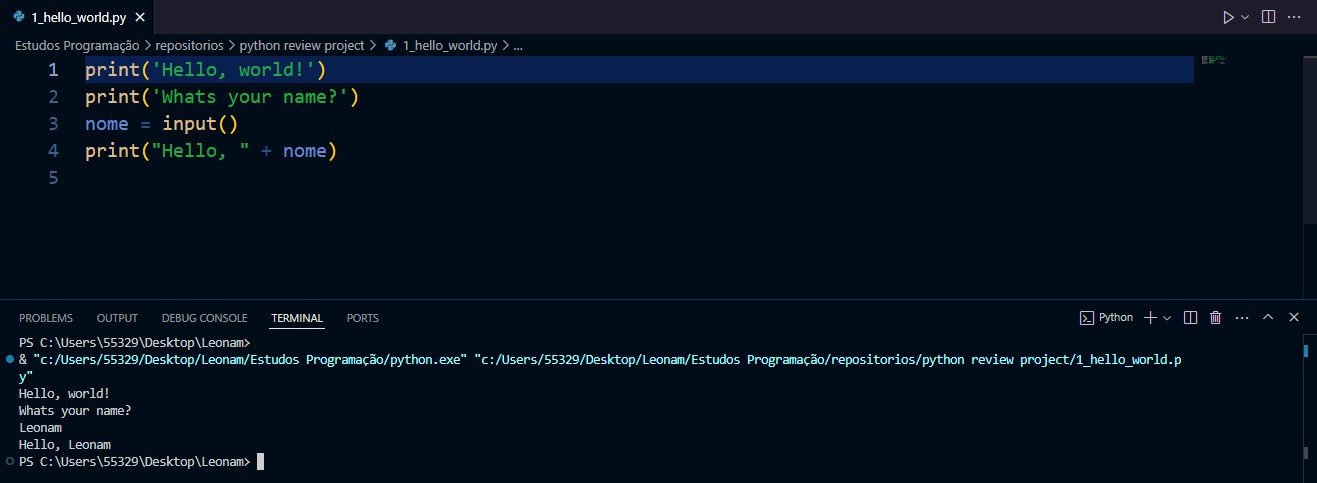 1_hello_world.py
Estudos Programação > repositorios > python review project > 1_hello_world.py > ...
1 print('Hello, world!')
2 print('Whats your name?')
3 nome = input()
4 print("Hello, " + nome)
5
PROBLEMS OUTPUT DEBUG CONSOLE TERMINAL PORTS Python
PS C:\Users\55329\Desktop\Leonam>
& "c:/Users/55329/Desktop/Leonam/Estudos Programação/python.exe" "c:/Users/55329/Desktop/Leonam/Estudos Programação/repositorios/python review project/1_hello_world.p
y"
Hello, world!
Whats your name?
Leonam
Hello, Leonam
PS C:\Users\55329\Desktop\Leonam>